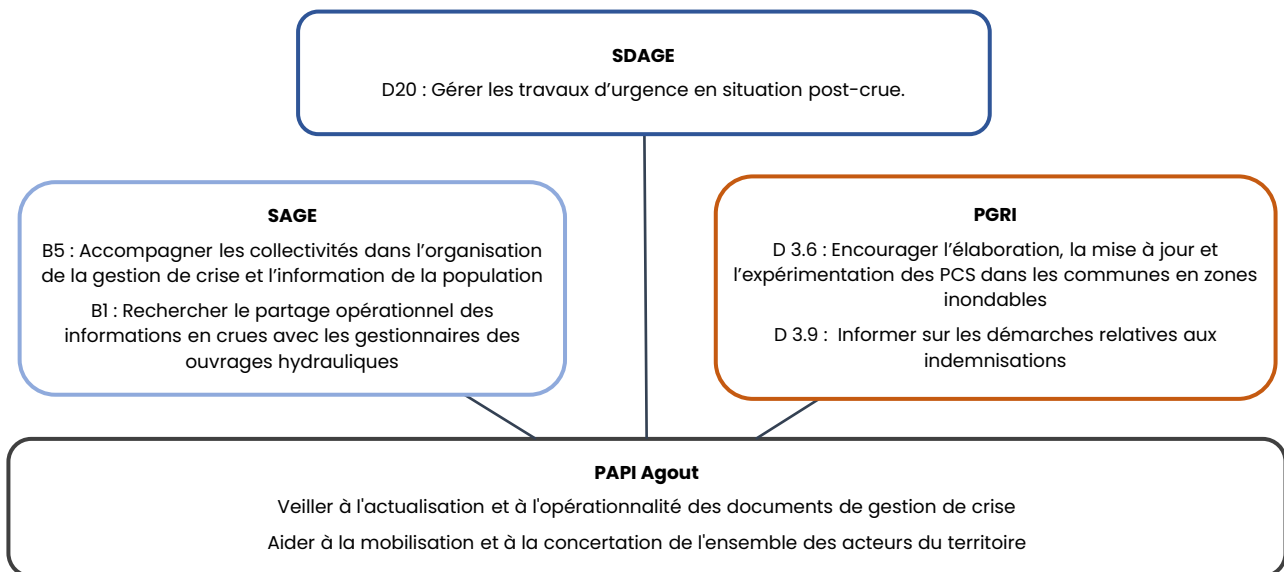 SDAGE
D20 : Gérer les travaux d’urgence en situation post-crue.
SAGE
B5 : Accompagner les collectivités dans l’organisation
de la gestion de crise et l’information de la population
B1 : Rechercher le partage opérationnel des
informations en crues avec les gestionnaires des
ouvrages hydrauliques
PGRI
D 3.6 : Encourager l’élaboration, la mise à jour et
l’expérimentation des PCS dans les communes en zones
inondables
D 3.9 : Informer sur les démarches relatives aux
indemnisations
PAPI Agout
Veiller à l'actualisation et à l'opérationnalité des documents de gestion de crise
Aider à la mobilisation et à la concertation de l'ensemble des acteurs du territoire